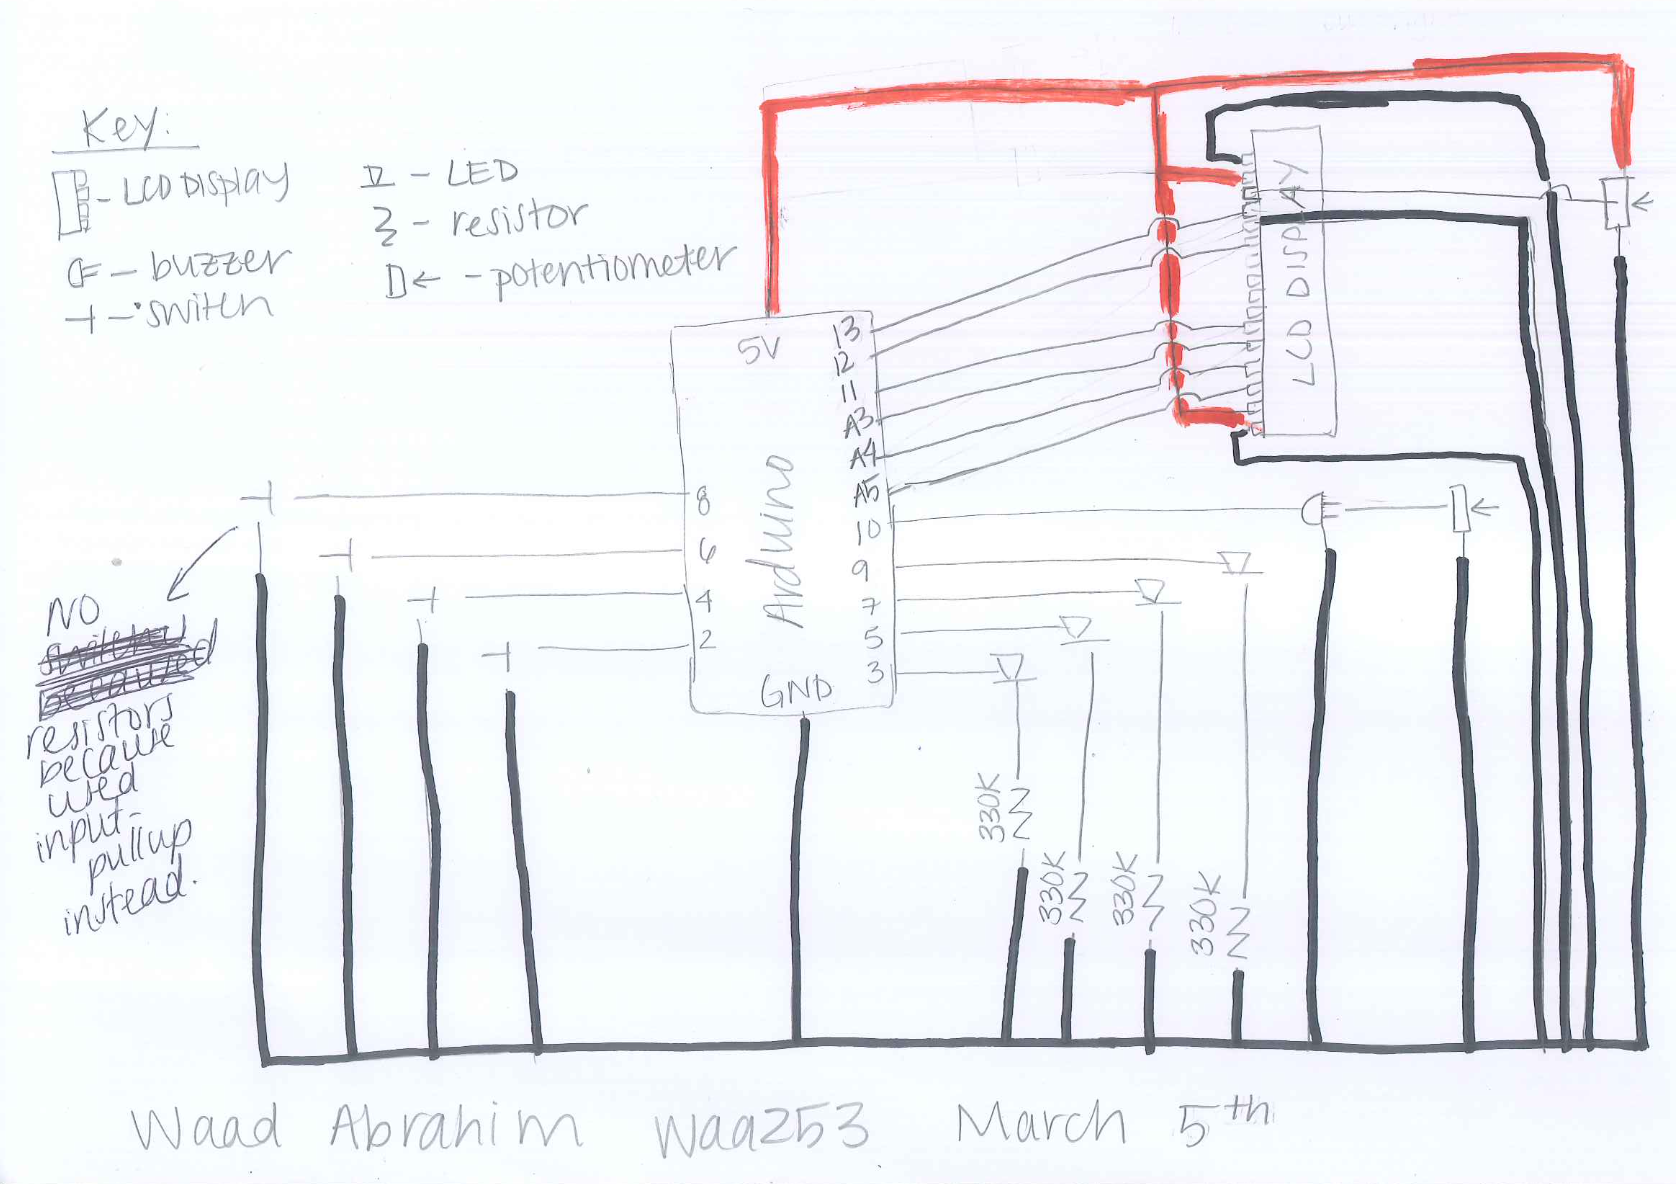 Key:
- LCD Display
- buzzer
- switch
- LED
- resistor
- potentiometer
5V
13
12
11
A3
A4
A5
10
9
7
5
3
8
6
4
2
Arduino
GND
LCD DISPLAY
NO
switches
because
resistors
because
used
input-
pullup
instead.
330K
330K
330K
330K
Waad Abrahim waa253 March 5th